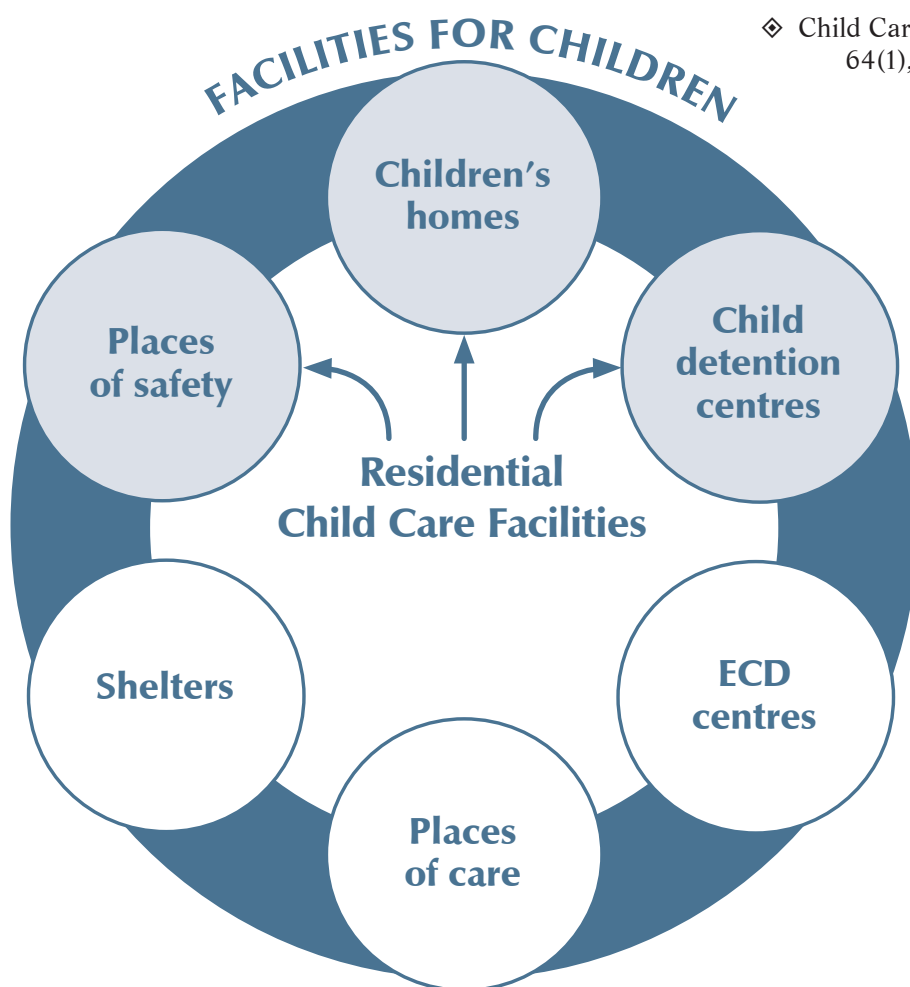 FACILITIES FOR CHILDREN
◈ Child Car
64(1),
Children's
homes
Places
of safety
Child
detention
centres
Residential
Child Care Facilities
Shelters
ECD
centres
Places
of care